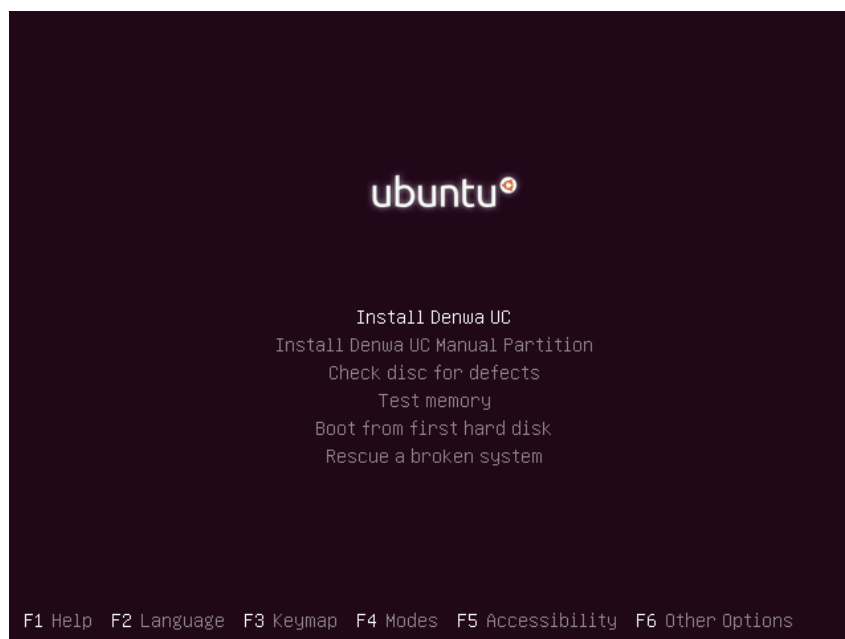 ubuntu
Install Denwa UC
Install Denwa UC Manual Partition
Check disc for defects
Test memory
Boot from first hard disk
Rescue a broken system
F1 Help F2 Language F3 Keymap F4 Modes F5 Accessibility F6 Other Options